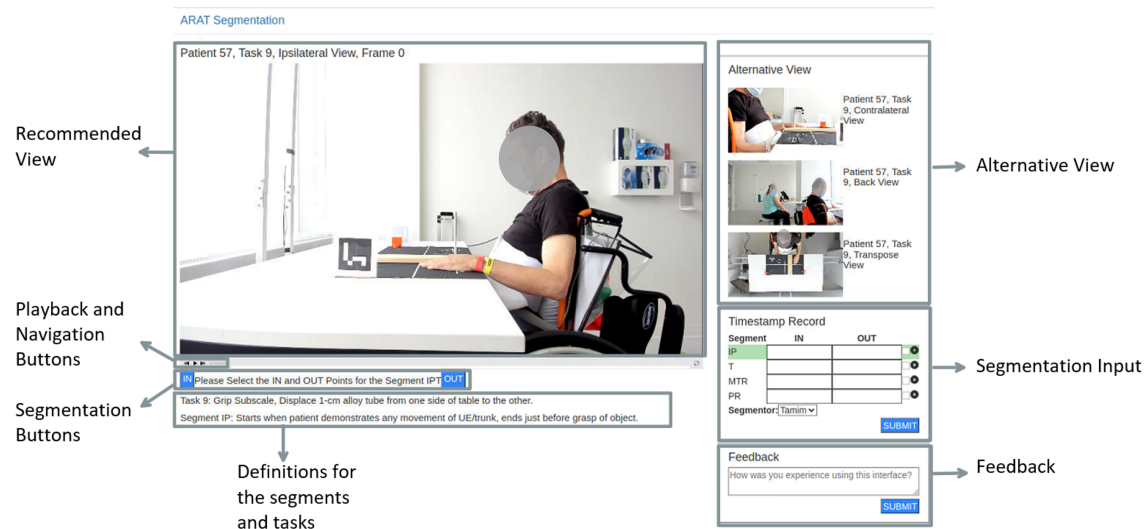 ARAT Segmentation
Patient 57, Task 9, Ipsilateral View, Frame 0
Recommended
View
Playback and
Navigation
Buttons
Segmentation
Buttons
IN Please Select the IN and OUT Points for the Segment IPT OUT
Task 9: Grip Subscale, Displace 1-cm alloy tube from one side of table to the other.
Segment IP: Starts when patient demonstrates any movement of UE/trunk, ends just before grasp of object.
Definitions for
the segments
and tasks
Alternative View
Patient 57, Task
9, Contralateral
View
Patient 57, Task
9, Back View
Patient 57, Task
9, Transpose
View
Alternative View
Timestamp Record
Segment IN OUT
IP
T
MTR
PR
Segmentor: Tamim
SUBMIT
Segmentation Input
Feedback
How was you experience using this interface?
SUBMIT
Feedback